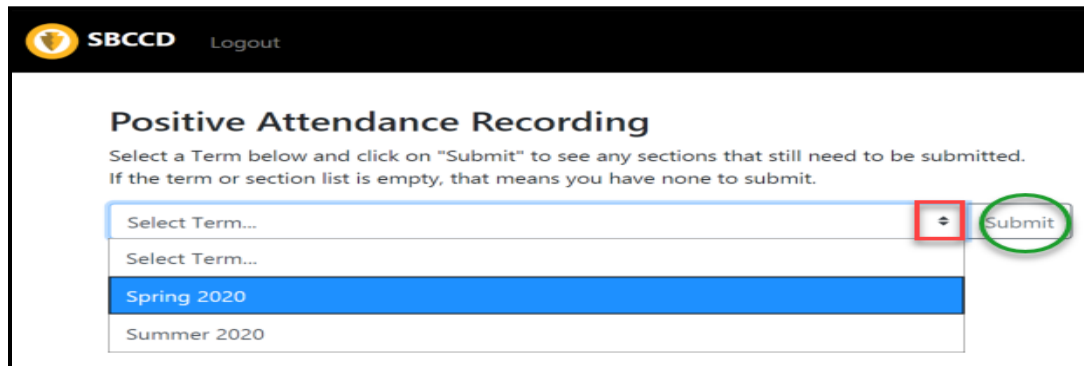 SBCCD Logout
Positive Attendance Recording
Select a Term below and click on "Submit" to see any sections that still need to be submitted.
If the term or section list is empty, that means you have none to submit.
Select Term... Submit
Select Term...
Spring 2020
Summer 2020